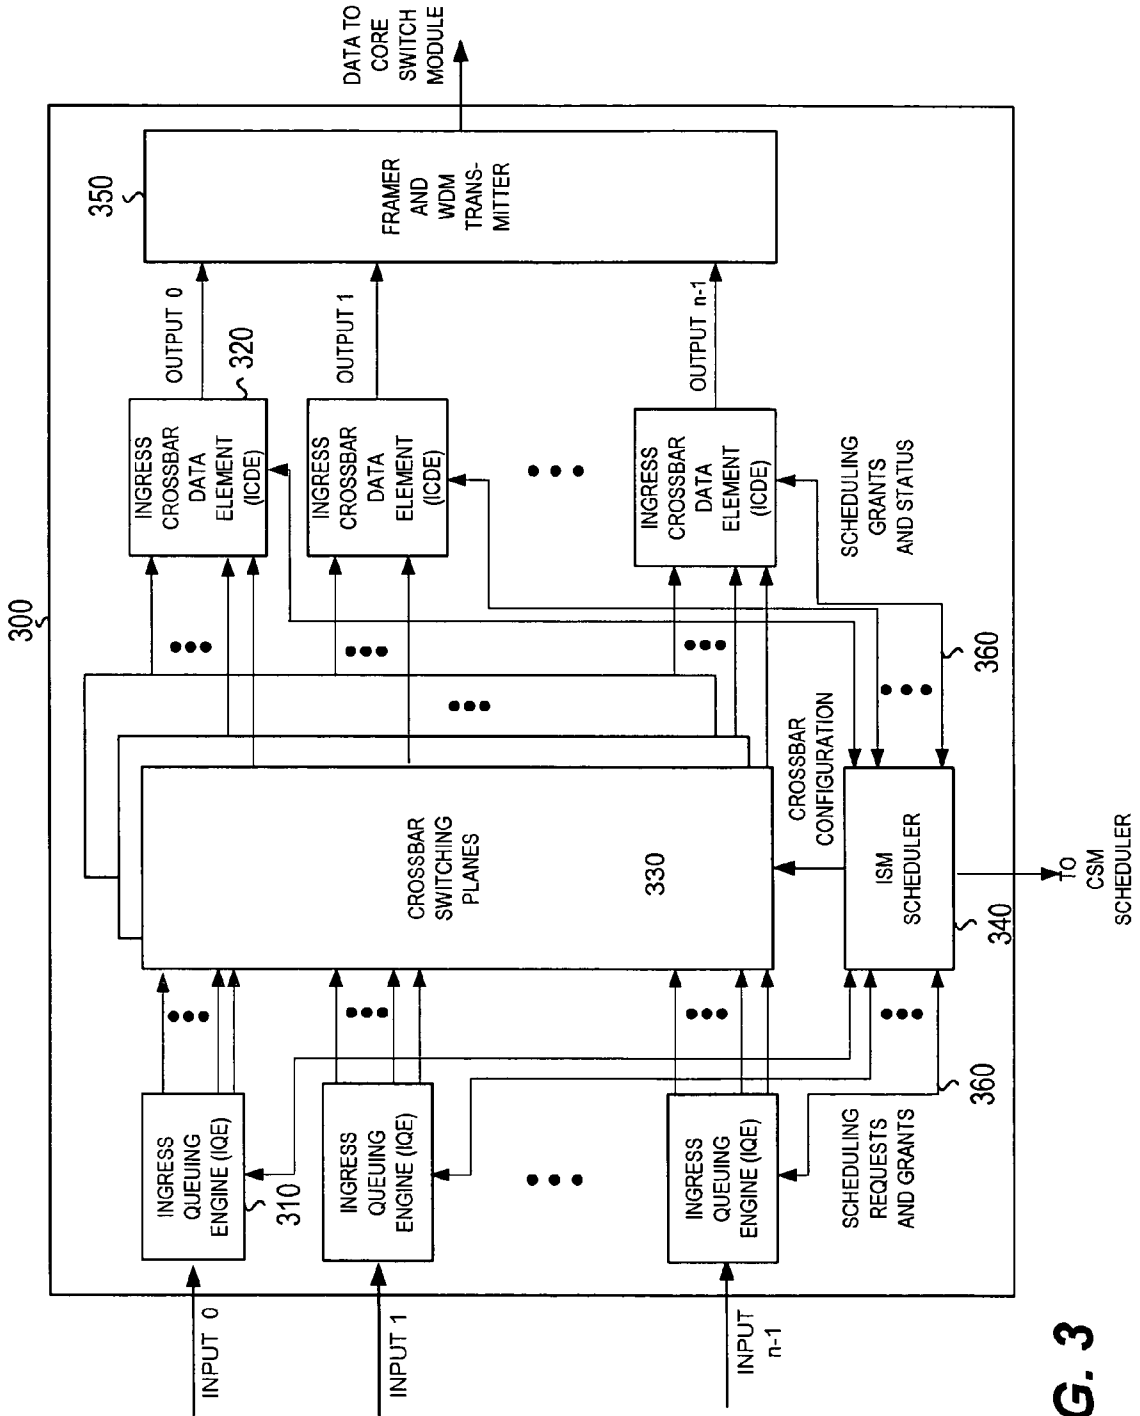 300
INPUT 0
INPUT 1
INPUT
n-1
INGRESS
QUEUING
ENGINE (IQE)
310
INGRESS
QUEUING
ENGINE (IQE)
INGRESS
QUEUING
ENGINE (IQE)
SCHEDULING
REQUESTS
AND GRANTS
360
CROSSBAR
SWITCHING
PLANES
330
CROSSBAR
CONFIGURATION
ISM
SCHEDULER
340
TO
CSM
SCHEDULER
INGRESS
CROSSBAR
DATA
ELEMENT
(ICDE)
320
INGRESS
CROSSBAR
DATA
ELEMENT
(ICDE)
INGRESS
CROSSBAR
DATA
ELEMENT
(ICDE)
SCHEDULING
GRANTS
AND STATUS
360
OUTPUT 0
OUTPUT 1
OUTPUT n-1
350
FRAMER
AND
WDM
TRANS-
MITTER
DATA TO
CORE
SWITCH
MODULE
G. 3